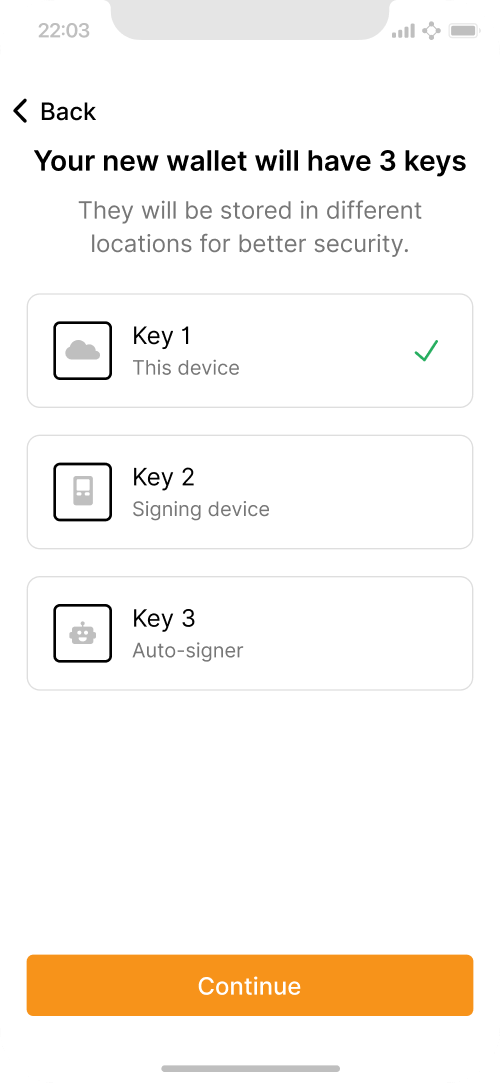 22:03
Back
Your new wallet will have 3 keys
They will be stored in different
locations for better security.
Key 1
This device
Key 2
Signing device
Key 3
Auto-signer
Continue